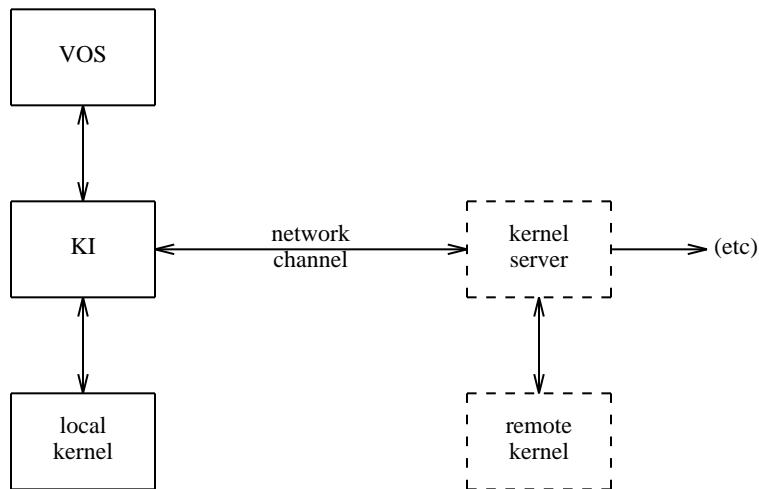 VOS
KI
network
channel
kernel
server
(etc)
local
kernel
remote
kernel